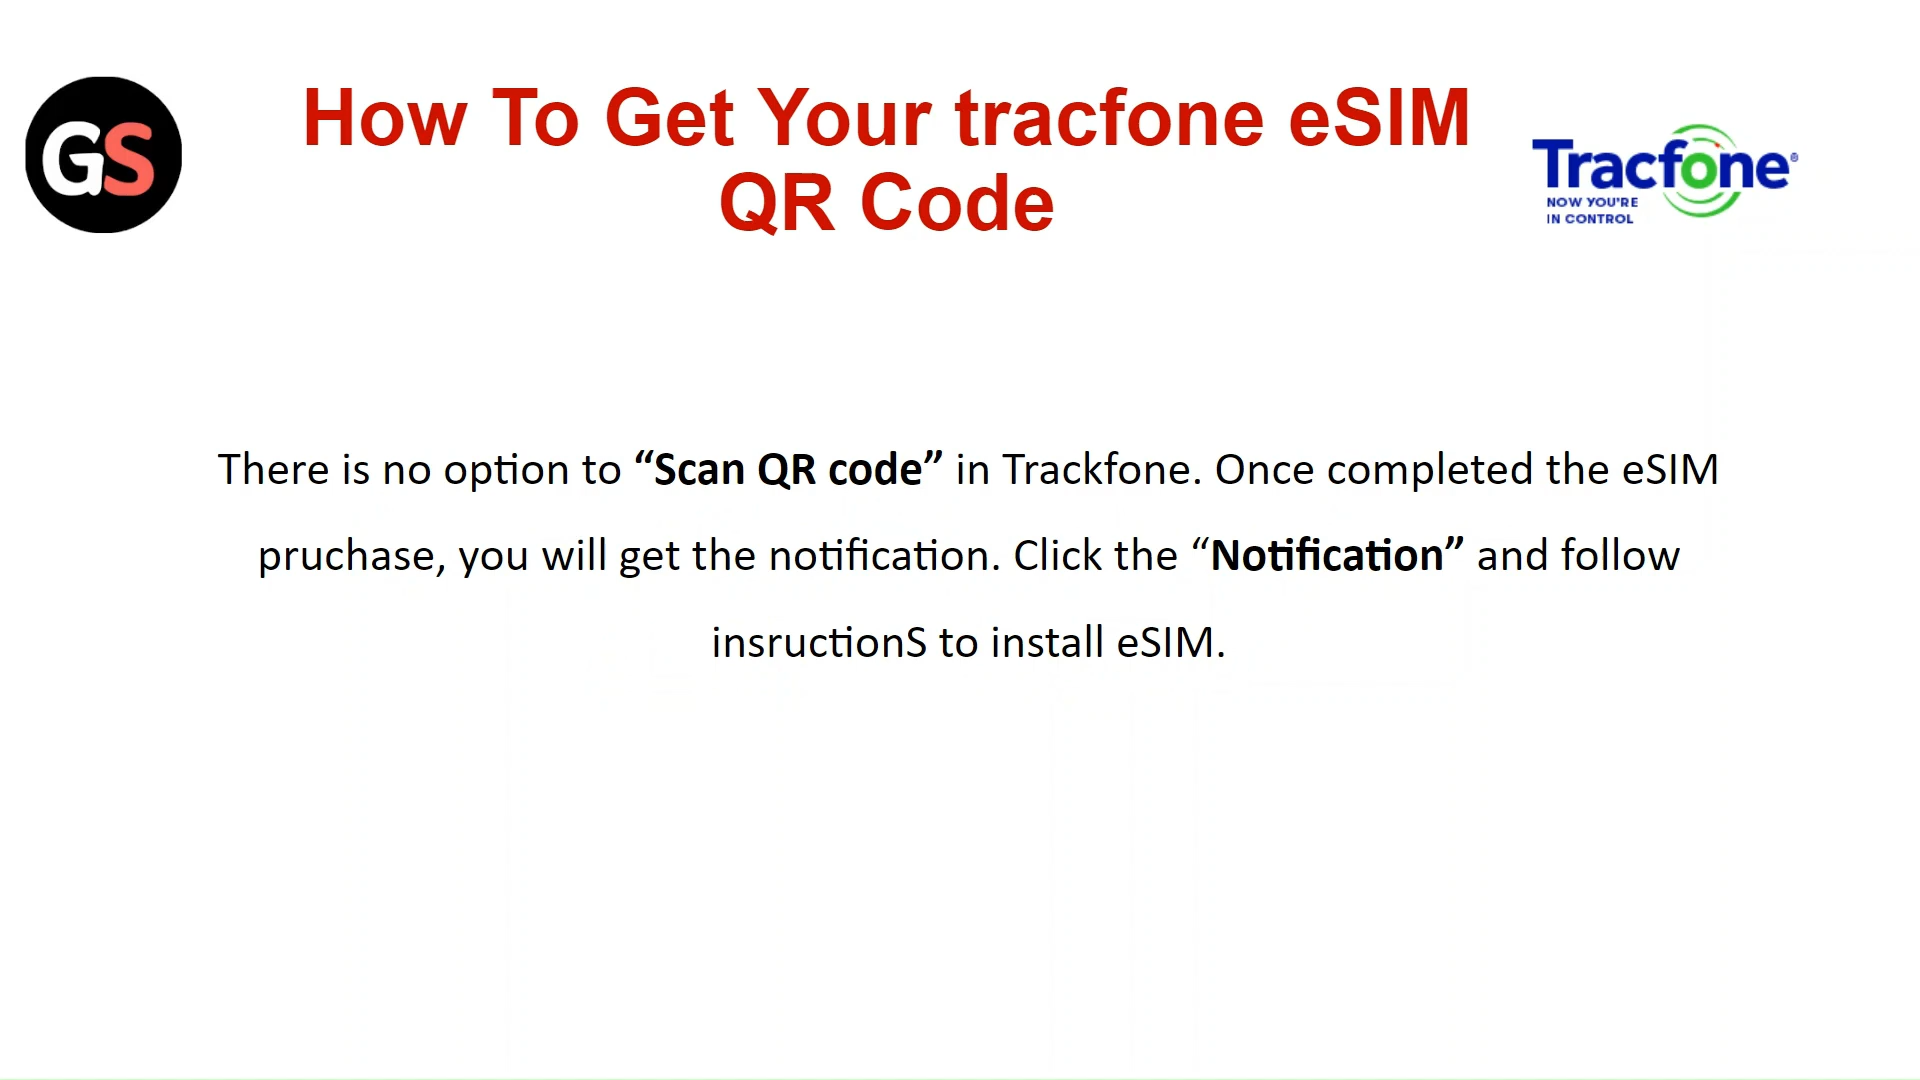 GS
How To Get Your tracfone eSIM
QR Code
Tracfone®
NOW YOU'RE
IN CONTROL
There is no option to “Scan QR code” in Trackfone. Once completed the eSIM
pruchase, you will get the notification. Click the “Notification” and follow
insructionS to install eSIM.